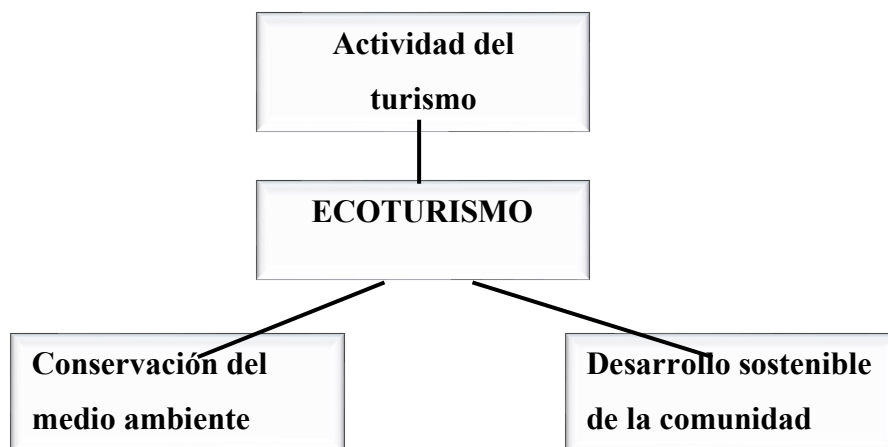 Actividad del
turismo
ECOTURISMO
Conservación del
medio ambiente
Desarrollo sostenible
de la comunidad